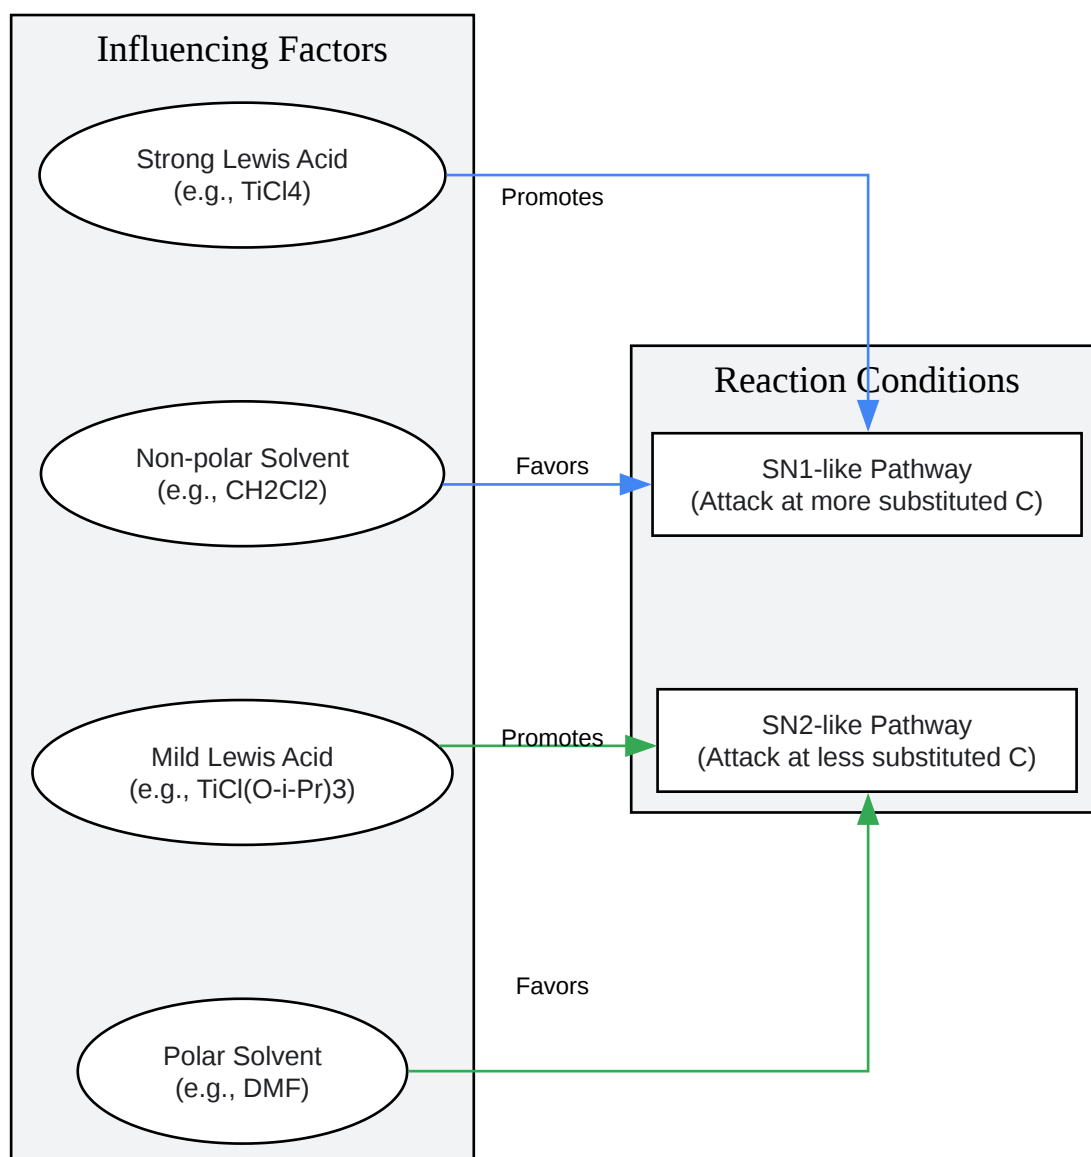 Influencing Factors
Strong Lewis Acid
(e.g., TiCl4)
Promotes
Reaction Conditions
Non-polar Solvent
(e.g., CH2Cl2)
Favors
SN1-like Pathway
(Attack at more substituted C)
Mild Lewis Acid
(e.g., TiCl(O-i-Pr)3)
Promotes
SN2-like Pathway
(Attack at less substituted C)
Favors
Polar Solvent
(e.g., DMF)